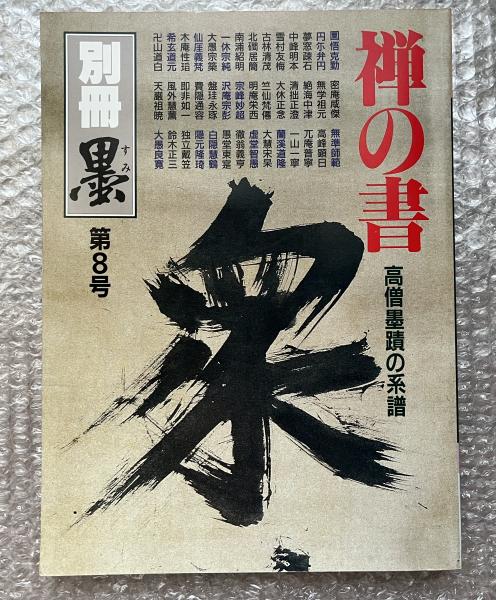 禅の書
高僧墨蹟の系譜
圜悟克勤 密庵咸傑 無準師範
円尓弁円 無学祖元 高峰顕日
夢窓疎石 絶海中津 兀庵普寧
中峰明本 清拙正澄 一山一寧
雪村友梅 大休正念 蘭溪道隆
古林清茂 竺仙梵僊 大慧宗杲
北磵居簡 明庵栄西 虚堂智愚
南浦紹明 宗峰妙超 徹翁義亨
一休宗純 沢庵宗彭 愚堂東寔
大愚宗築 盤珪永琢 白隠慧鶴
仙厓義梵 費隠通容 隠元隆琦
木庵性瑫 即非如一 独立戴笠
希玄道元 風外慧薫 鈴木正三
卍山道白 天巌祖暁 大愚良寛
別冊
墨
すみ
第8号
衆